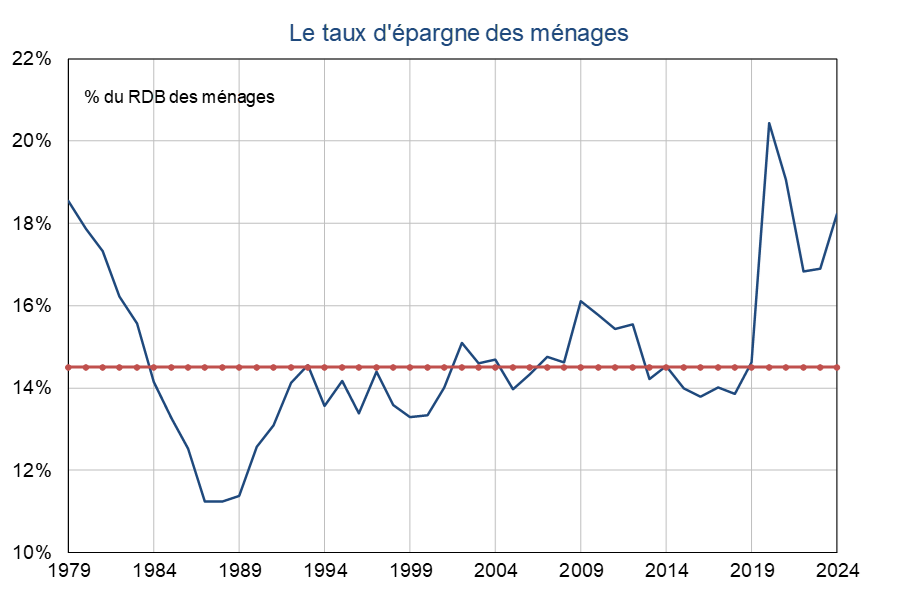 Le taux d'épargne des ménages
22%
% du RDB des ménages
20%
18%
16%
14%
12%
10%
1979 1984 1989 1994 1999 2004 2009 2014 2019 2024